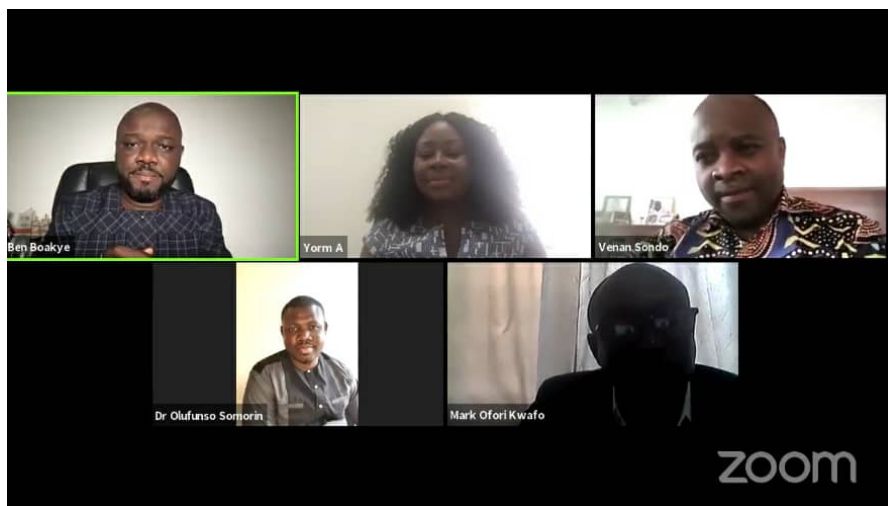 Ben Boakye
Yorm A
Venan Sondo
Dr Olufunso Somorin
Mark Ofori Kwafo
zoom